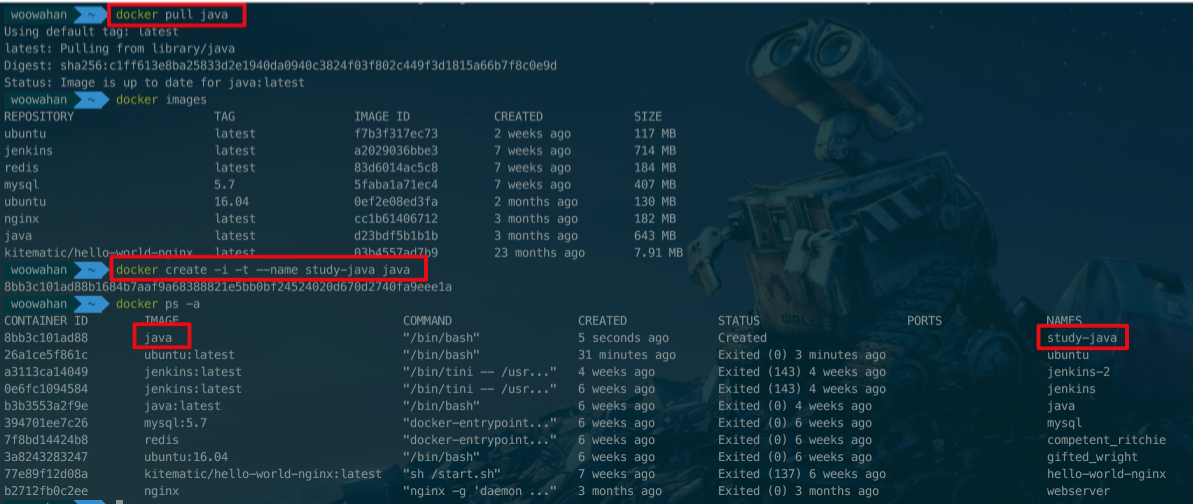 woowahan ~ docker pull java
Using default tag: latest
latest: Pulling from library/java
Digest: sha256:c1ff613e8ba25833d2e1940da0940c3824f03f802c449f3d1815a66b7f8c0e9d
Status: Image is up to date for java:latest
woowahan ~ docker images
REPOSITORY TAG IMAGE ID CREATED SIZE
ubuntu latest f7b3f317ec73 2 weeks ago 117 MB
jenkins latest a2029036bbe3 7 weeks ago 714 MB
redis latest 83d6014ac5c8 7 weeks ago 184 MB
mysql 5.7 5faba1a71ec4 7 weeks ago 407 MB
ubuntu 16.04 0ef2e08ed3fa 2 months ago 130 MB
nginx latest cc1b61406712 3 months ago 182 MB
java latest d23bdf5b1b1b 3 months ago 643 MB
kitematic/hello-world-nginx latest 03b4557ad7b9 23 months ago 7.91 MB
woowahan ~ docker create -i -t --name study-java java
8bb3c101ad88b1684b7aaf9a68388821e5bb0bf24524020d670d2740fa9eee1a
woowahan ~ docker ps -a
CONTAINER ID IMAGE COMMAND CREATED STATUS PORTS NAMES
8bb3c101ad88 java "/bin/bash" 5 seconds ago Created study-java
26a1ce5f861c ubuntu:latest "/bin/bash" 31 minutes ago Exited (0) 3 minutes ago ubuntu
a3113ca14049 jenkins:latest "/bin/tini -- /usr..." 4 weeks ago Exited (143) 4 weeks ago jenkins-2
0e6fc1094584 jenkins:latest "/bin/tini -- /usr..." 6 weeks ago Exited (143) 4 weeks ago jenkins
b3b3553a2f9e java:latest "/bin/bash" 6 weeks ago Exited (0) 4 weeks ago java
394701ee7c26 mysql:5.7 "docker-entrypoint..." 6 weeks ago Exited (0) 6 weeks ago mysql
7f8bd14424b8 redis "docker-entrypoint..." 6 weeks ago Exited (0) 6 weeks ago competent_ritchie
3a8243283247 ubuntu:16.04 "/bin/bash" 6 weeks ago Exited (0) 6 weeks ago gifted_wright
77e89f12d08a kitematic/hello-world-nginx:latest "sh /start.sh" 7 weeks ago Exited (137) 6 weeks ago hello-world-nginx
b2712fb0c2ee nginx "nginx -g 'daemon ..." 3 months ago Exited (0) 3 months ago webserver